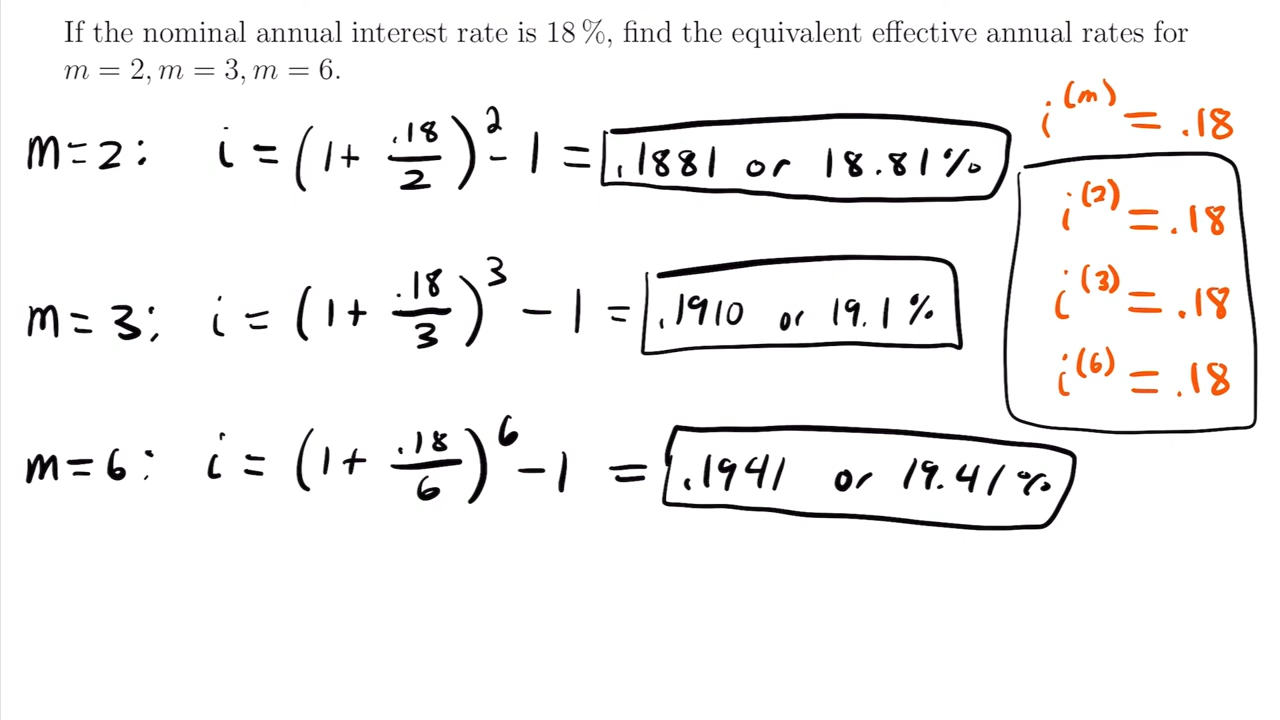 If the nominal annual interest rate is 18 %, find the equivalent effective annual rates for
m = 2, m = 3, m = 6.
i^(m) = .18
m=2: i = (1+ .18/2)^2 - 1 = .1881 or 18.81%
i^(2) = .18
m= 3: i = (1+ .18/3)^3 - 1 = .1910 or 19.1%
i^(3) = .18
i^(6) = .18
m=6: i = (1+ .18/6)^6 - 1 = .1941 or 19.41%